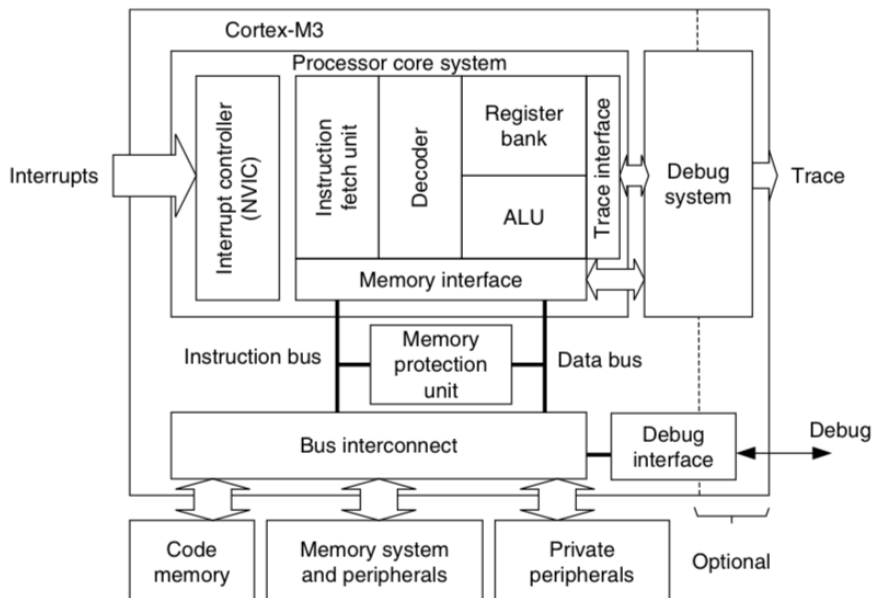 Cortex-M3
Processor core system
Interrupts
Interrupt controller
(NVIC)
Instruction
fetch unit
Decoder
Register
bank
ALU
Trace interface
Debug
system
Trace
Memory interface
Instruction bus
Memory
protection
unit
Data bus
Bus interconnect
Debug
interface
Debug
Code
memory
Memory system
and peripherals
Private
peripherals
Optional